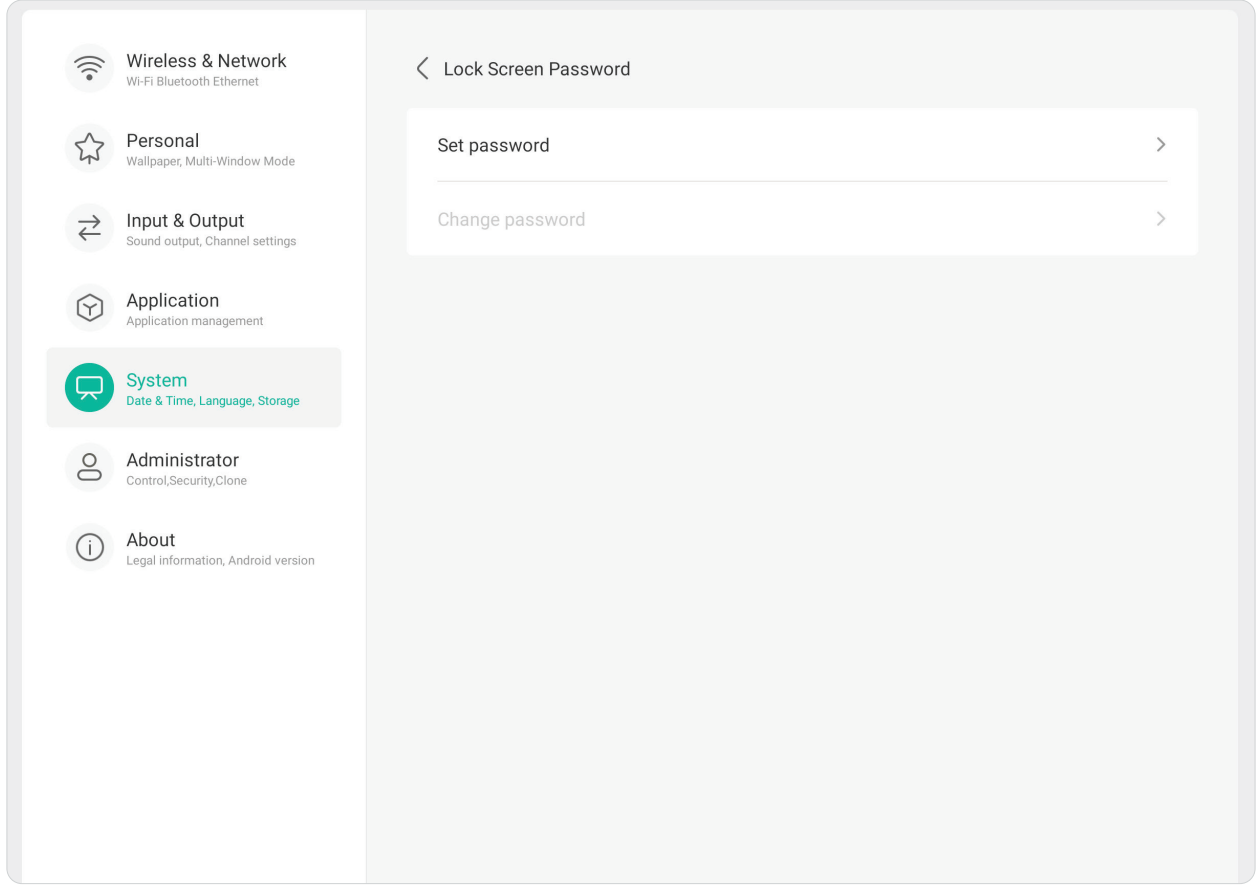 Wireless & Network
Wi-Fi Bluetooth Ethernet
Personal
Wallpaper, Multi-Window Mode
Input & Output
Sound output, Channel settings
Application
Application management
System
Date & Time, Language, Storage
Administrator
Control,Security,Clone
About
Legal information, Android version
Lock Screen Password
Set password
Change password